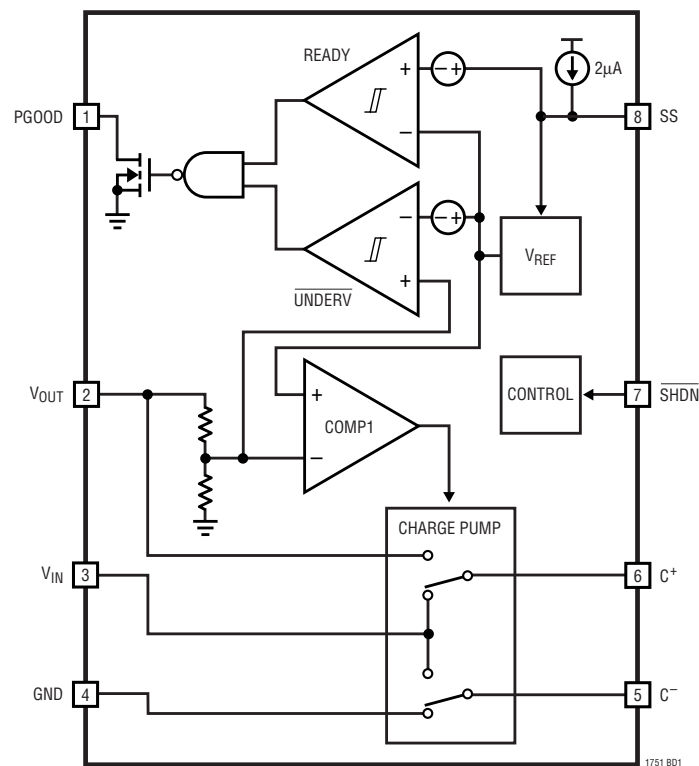 READY
+
− +
2µA
PGOOD
1
−
8
SS
−
− +
VREF
+
UNDERV
VOUT
2
+
COMP1
−
CONTROL
7
SHDN
CHARGE PUMP
VIN
3
6
C+
GND
4
5
C−
1751 BD1